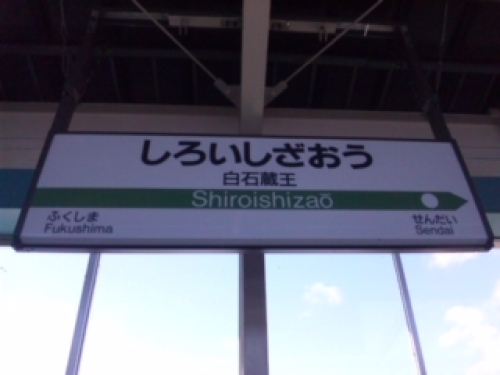 しろいしざおう
白石蔵王
Shiroishizaō
ふくしま せんだい
Fukushima Sendai